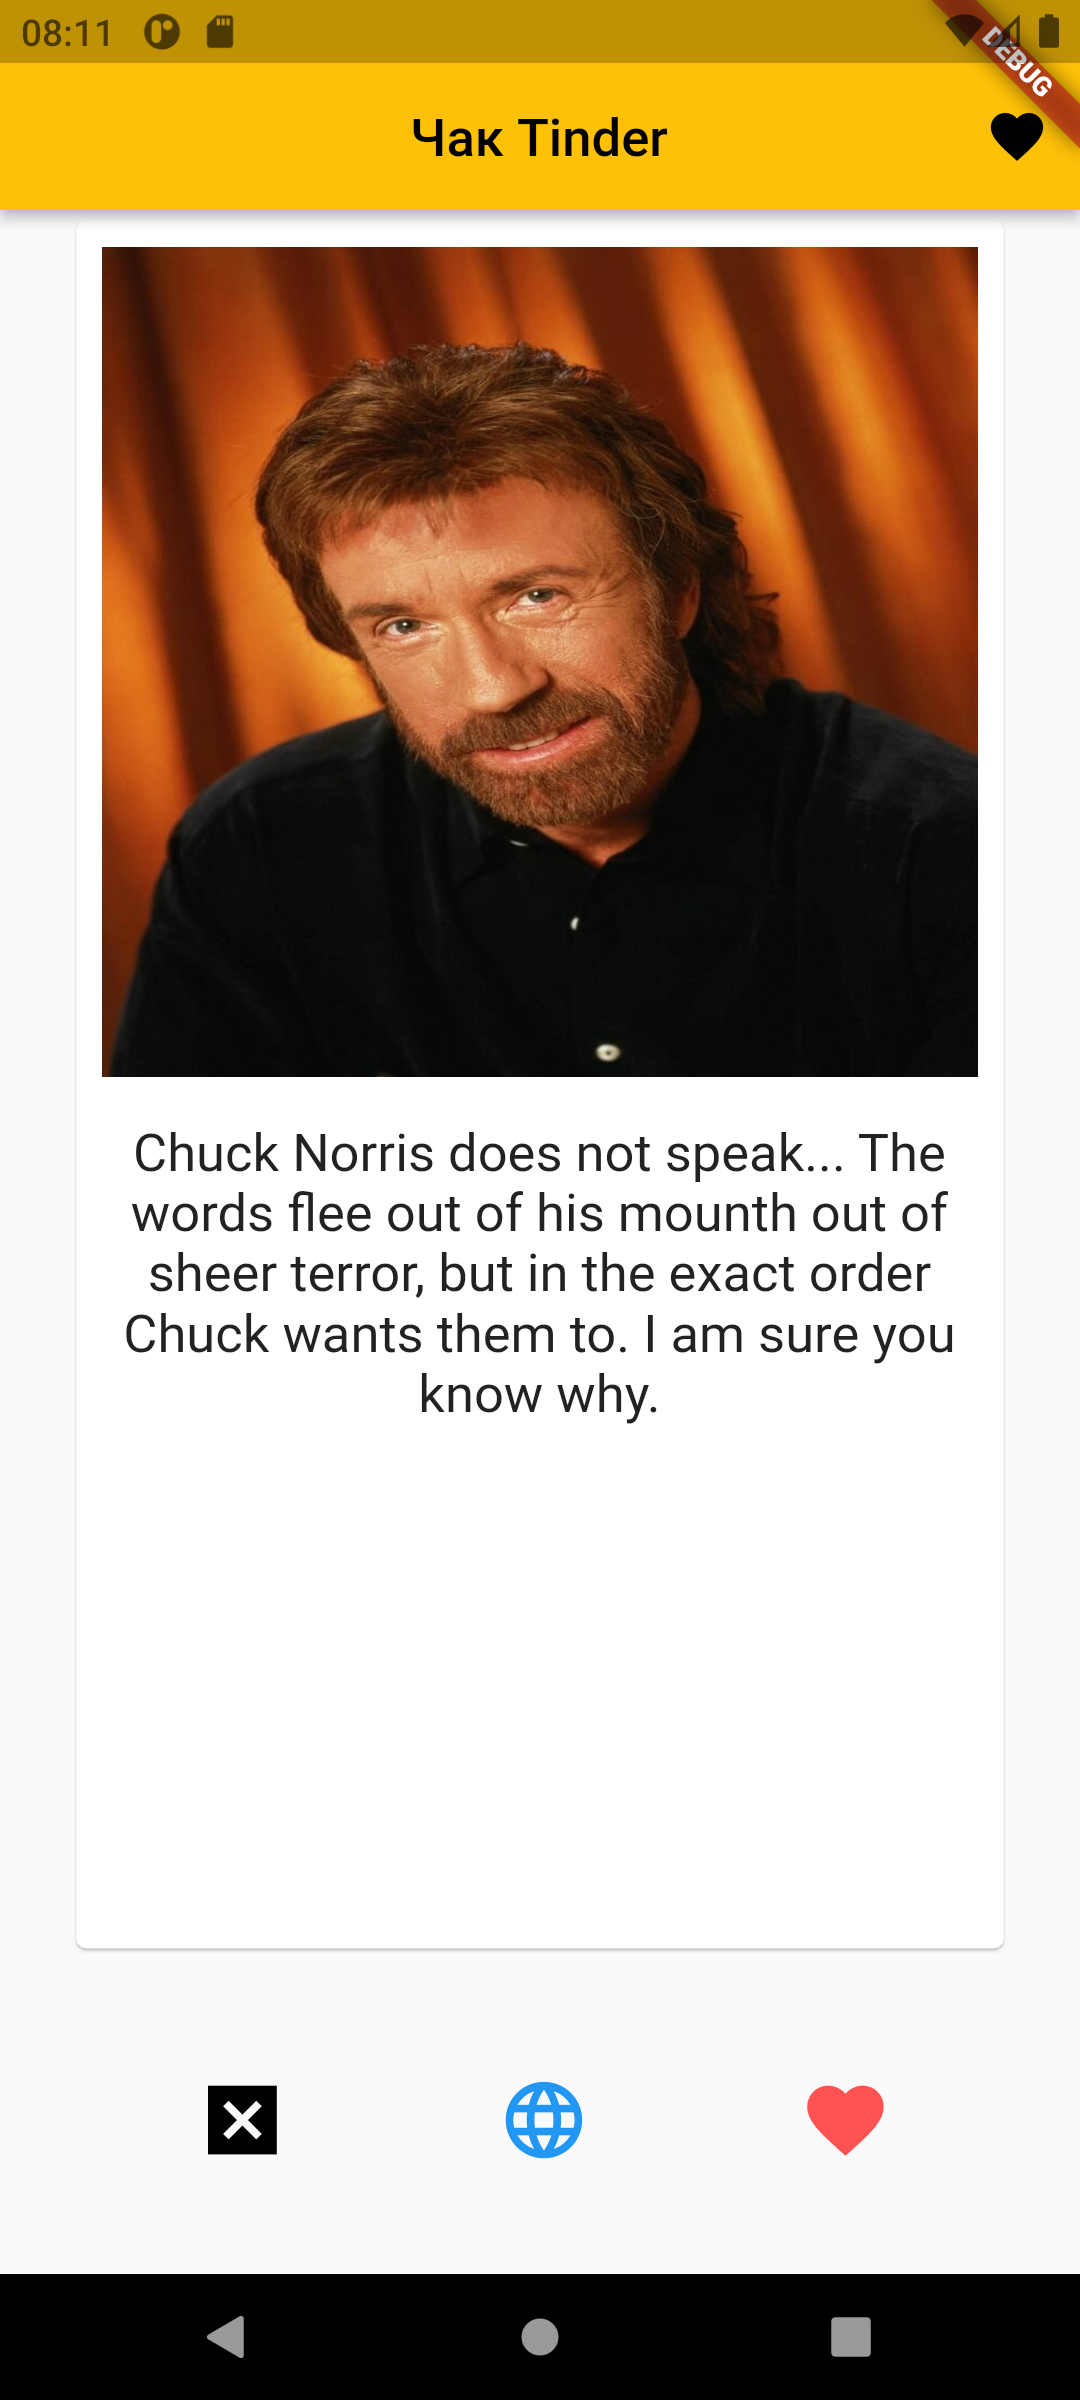 08:11
DEBUG
Чак Tinder
Chuck Norris does not speak... The
words flee out of his mounth out of
sheer terror, but in the exact order
Chuck wants them to. I am sure you
know why.